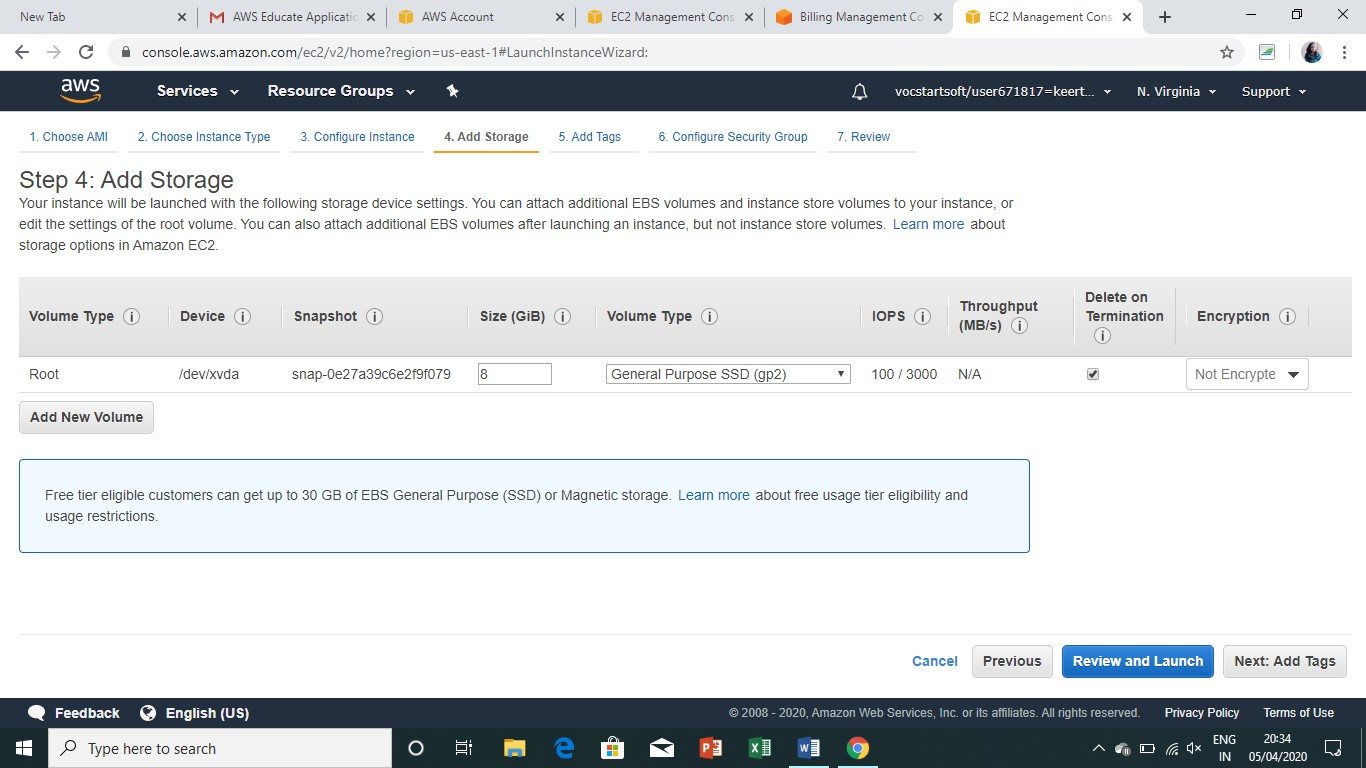 New Tab
AWS Educate Applicatio
AWS Account
EC2 Management Cons
Billing Management Co
EC2 Management Cons
console.aws.amazon.com/ec2/v2/home?region=us-east-1#LaunchInstanceWizard:
aws
Services
Resource Groups
vocstartsoft/user671817=keert...
N. Virginia
Support
1. Choose AMI
2. Choose Instance Type
3. Configure Instance
4. Add Storage
5. Add Tags
6. Configure Security Group
7. Review
Step 4: Add Storage
Your instance will be launched with the following storage device settings. You can attach additional EBS volumes and instance store volumes to your instance, or
edit the settings of the root volume. You can also attach additional EBS volumes after launching an instance, but not instance store volumes. Learn more about
storage options in Amazon EC2.
Volume Type i
Device i
Snapshot i
Size (GiB) i
Volume Type i
IOPS i
Throughput
(MB/s) i
Delete on
Termination
i
Encryption i
Root
/dev/xvda
snap-0e27a39c6e2f9f079
8
General Purpose SSD (gp2)
100 / 3000
N/A
Not Encrypte
Add New Volume
Free tier eligible customers can get up to 30 GB of EBS General Purpose (SSD) or Magnetic storage. Learn more about free usage tier eligibility and
usage restrictions.
Cancel
Previous
Review and Launch
Next: Add Tags
Feedback
English (US)
© 2008 - 2020, Amazon Web Services, Inc. or its affiliates. All rights reserved.
Privacy Policy
Terms of Use
Type here to search
ENG
IN
20:34
05/04/2020